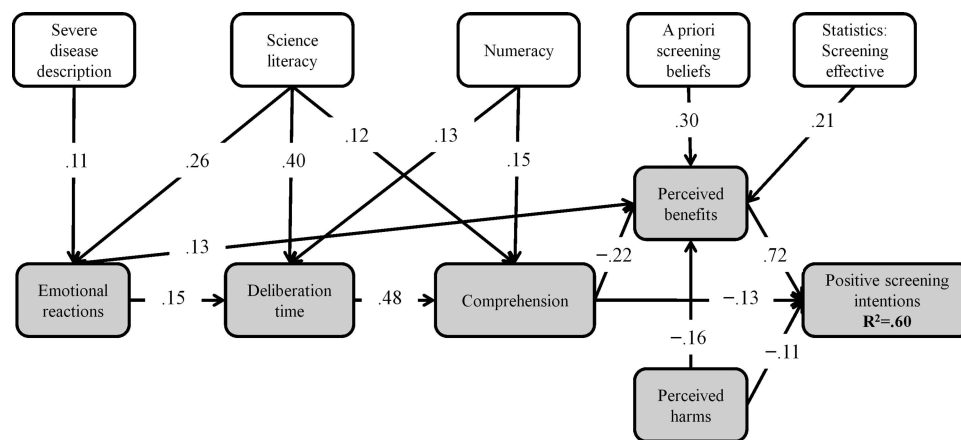 Severe
disease
description
Science
literacy
Numeracy
A priori
screening
beliefs
Statistics:
Screening
effective
.11
.26
.40
.12
.13
.15
.30
.21
Perceived
benefits
.13
−.22
.72
Emotional
reactions
.15
Deliberation
time
.48
Comprehension
−.13
Positive screening
intentions
R²=.60
−.16
−.11
Perceived
harms